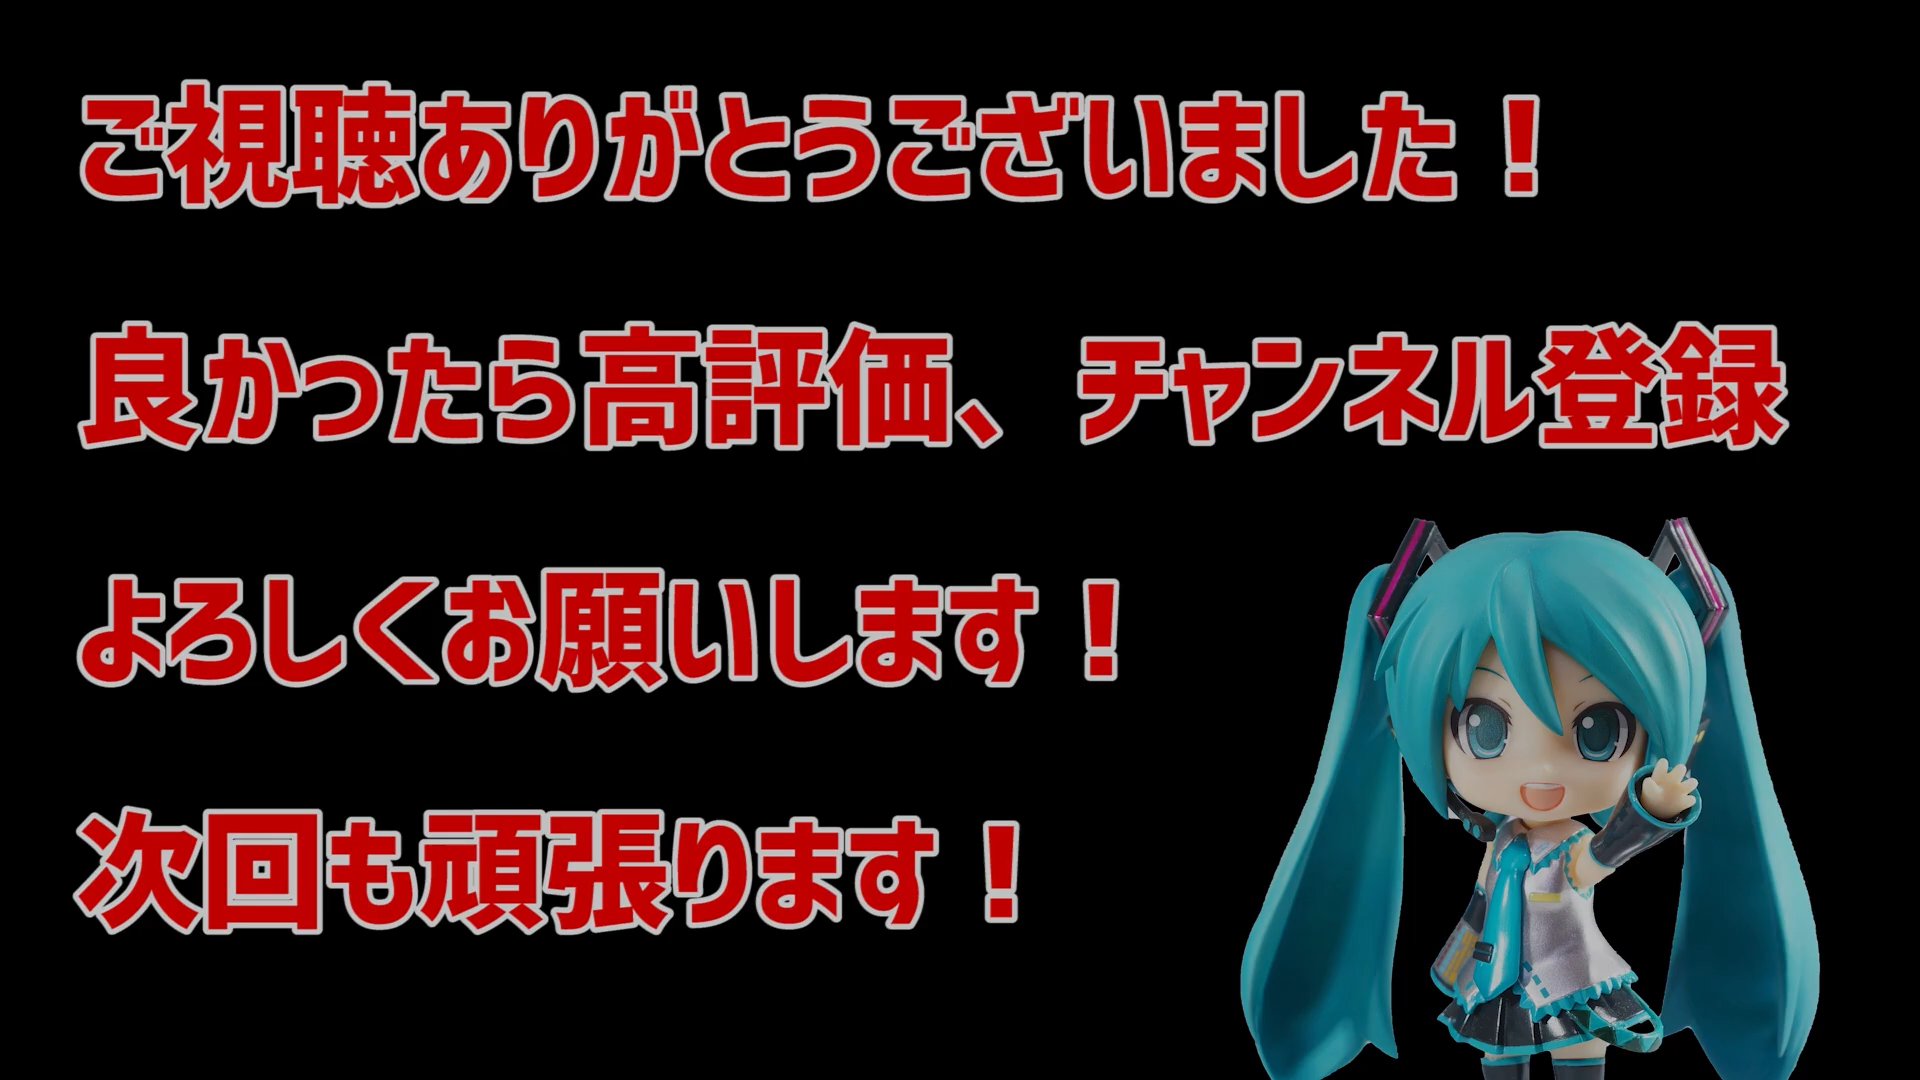 ご視聴ありがとうございました！
良かったら高評価、チャンネル登録
よろしくお願いします！
次回も頑張ります！